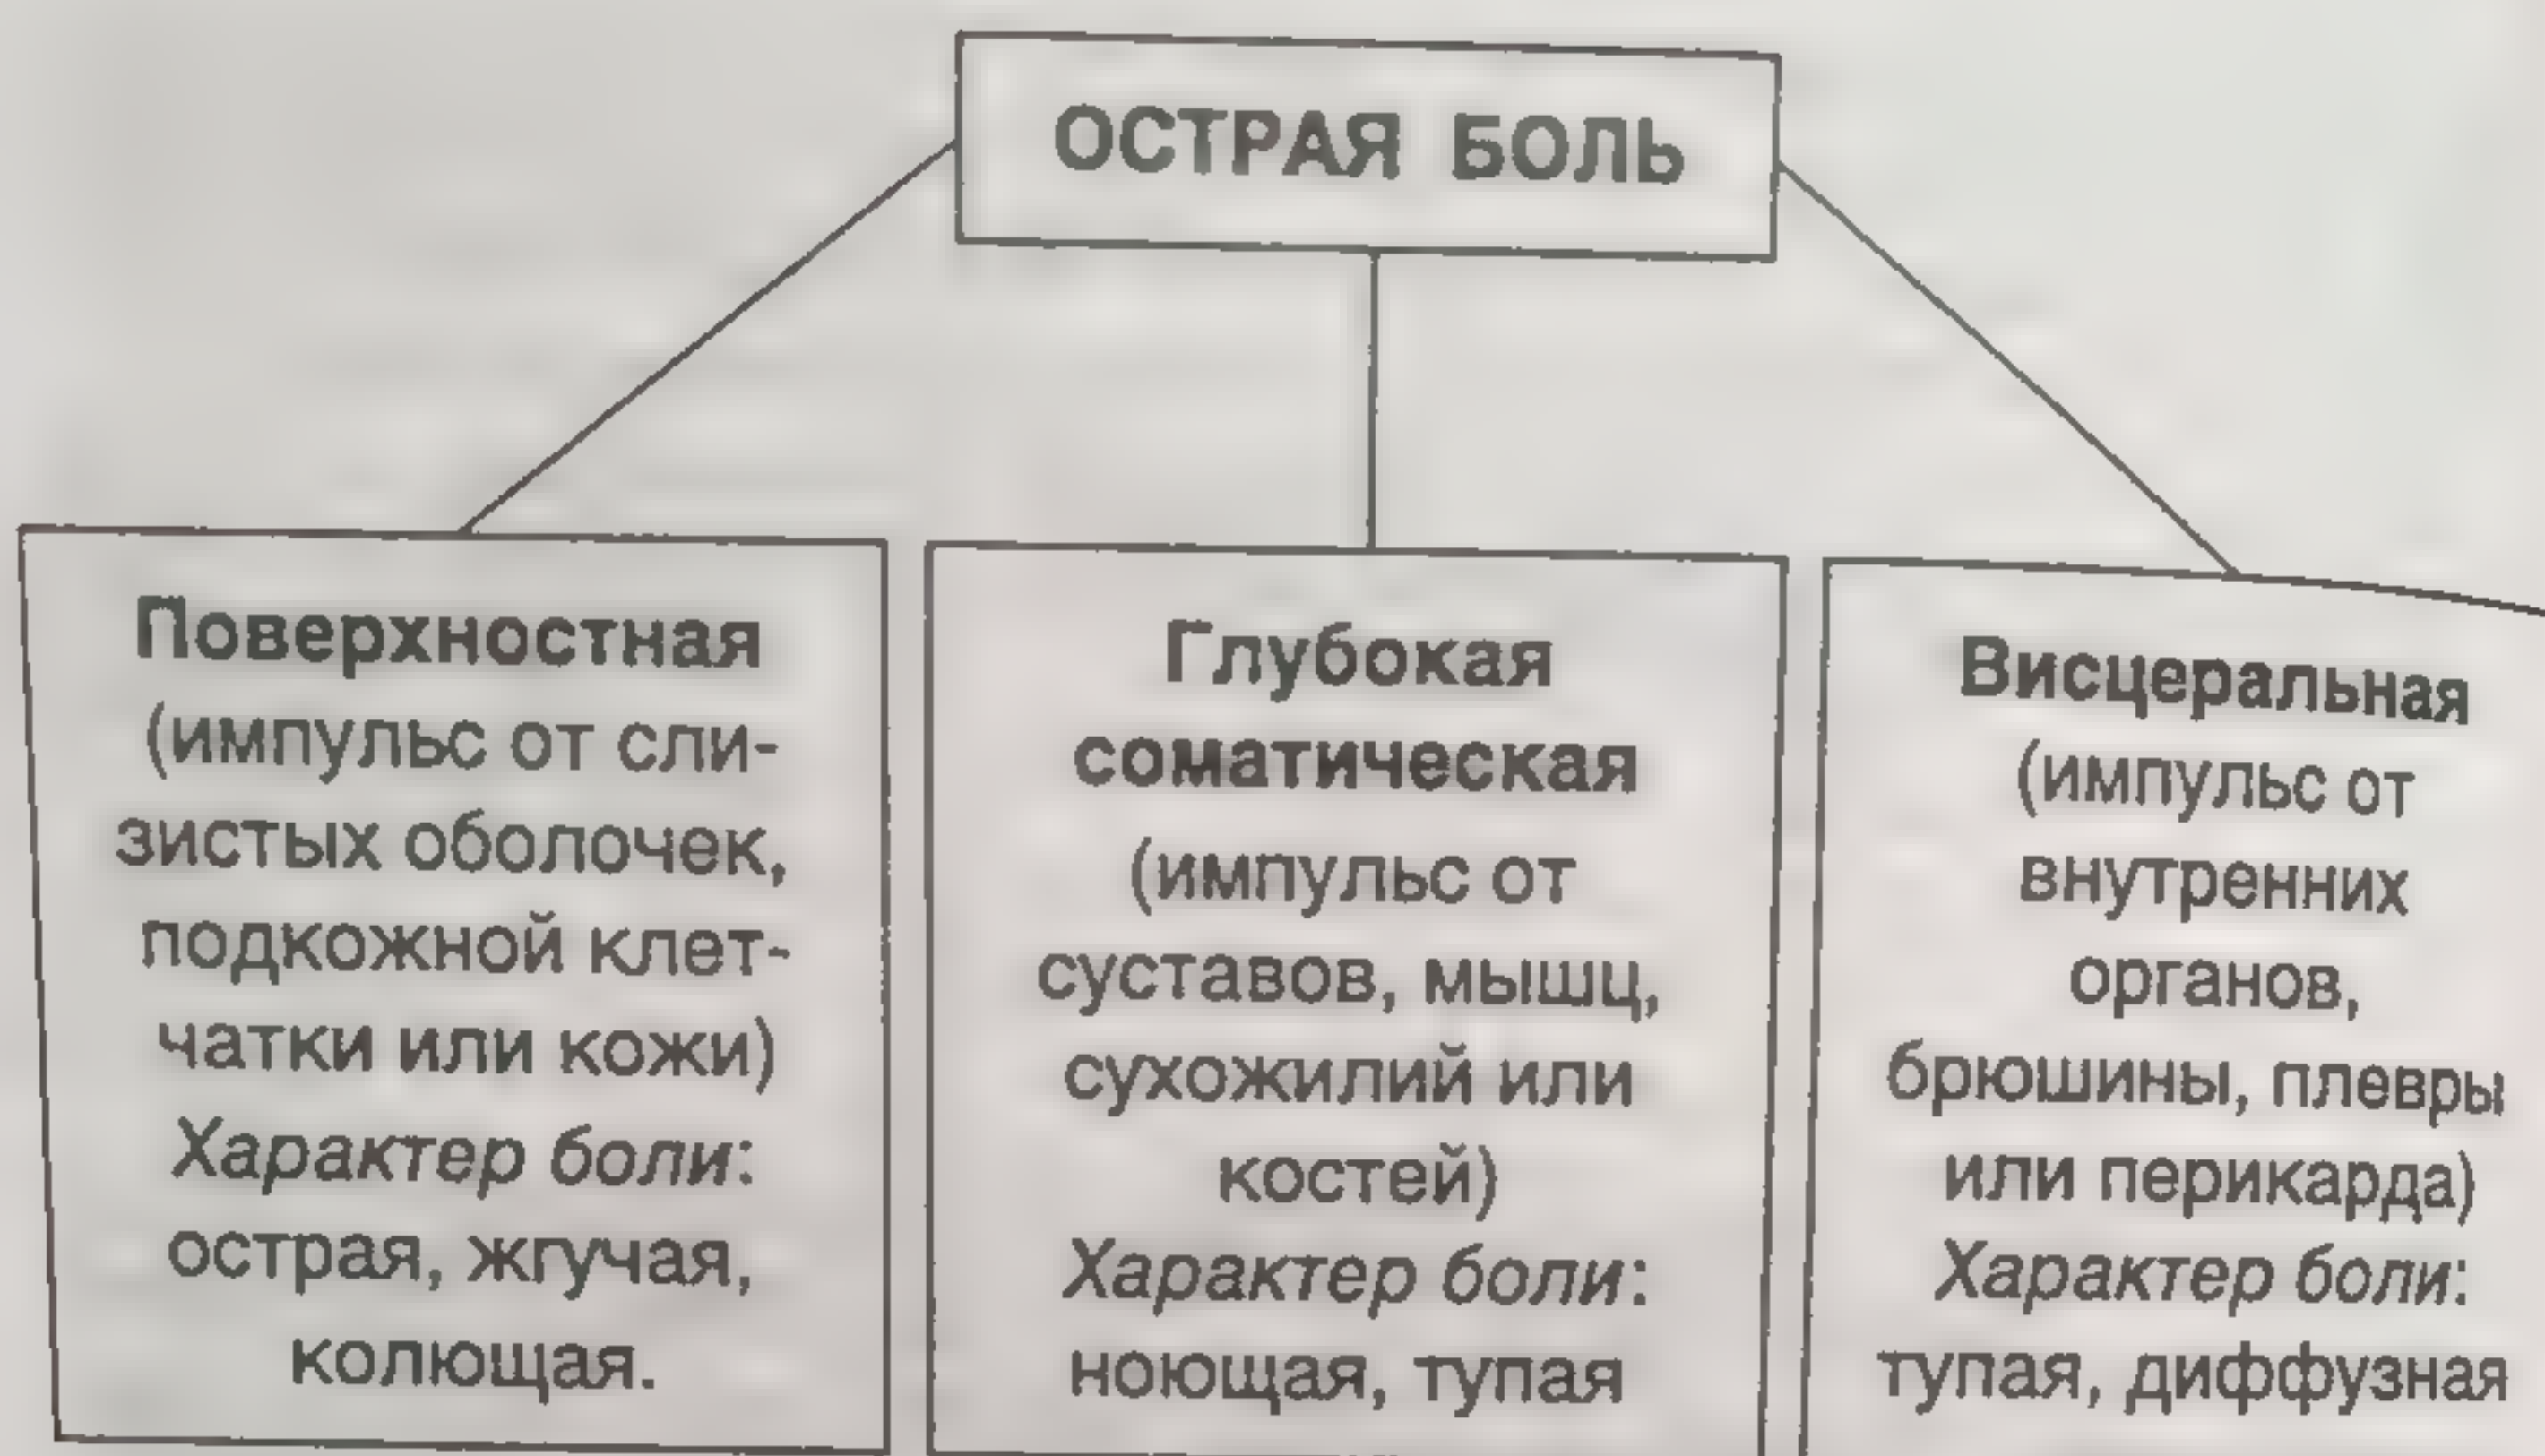 ОСТРАЯ БОЛЬ
Поверхностная
(импульс от сли-
зистых оболочек,
подкожной клет-
чатки или кожи)
Характер боли:
острая, жгучая,
колющая.
Глубокая
соматическая
(импульс от
суставов, мышц,
сухожилий или
костей)
Характер боли:
ноющая, тупая
Висцеральная
(импульс от
внутренних
органов,
брюшины, плевры
или перикарда)
Характер боли:
тупая, диффузная